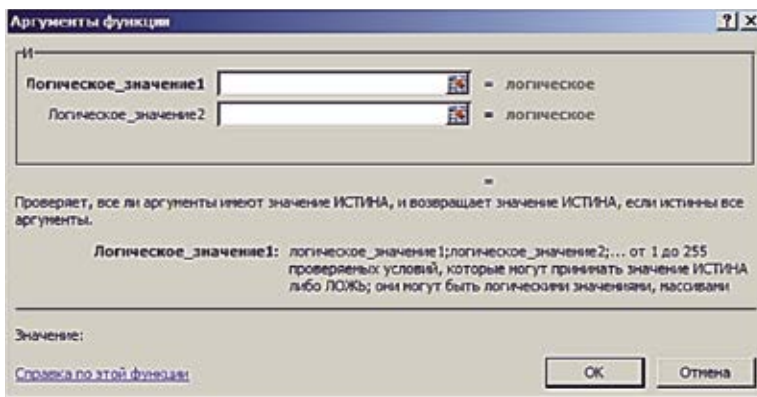 Аргументы функции
И
Логическое_значение1 = логическое
Логическое_значение2 = логическое
=
Проверяет, все ли аргументы имеют значение ИСТИНА, и возвращает значение ИСТИНА, если истинны все
аргументы.
Логическое_значение1: логическое_значение1;логическое_значение2;... от 1 до 255
проверяемых условий, которые могут принимать значение ИСТИНА
либо ЛОЖЬ; они могут быть логическими значениями, массивами
Значение:
Справка по этой функции
ОК
Отмена